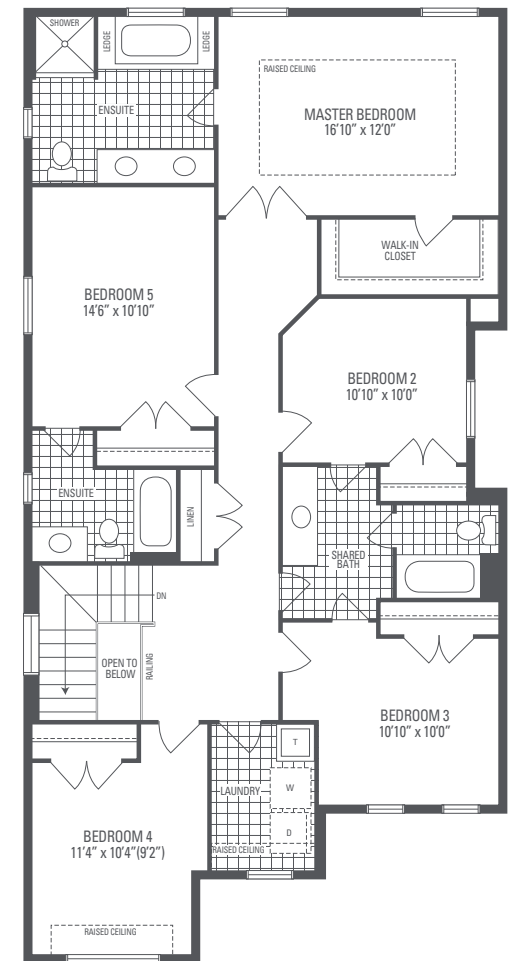 SHOWER
LEDGE
LEDGE
ENSUITE
RAISED CEILING
MASTER BEDROOM
16'10" x 12'0"
WALK-IN
CLOSET
BEDROOM 5
14'6" x 10'10"
BEDROOM 2
10'10" x 10'0"
ENSUITE
LINEN
SHARED
BATH
DN
OPEN TO
BELOW
RAILING
BEDROOM 3
10'10" x 10'0"
T
LAUNDRY
W
D
RAISED CEILING
BEDROOM 4
11'4" x 10'4"(9'2")
RAISED CEILING